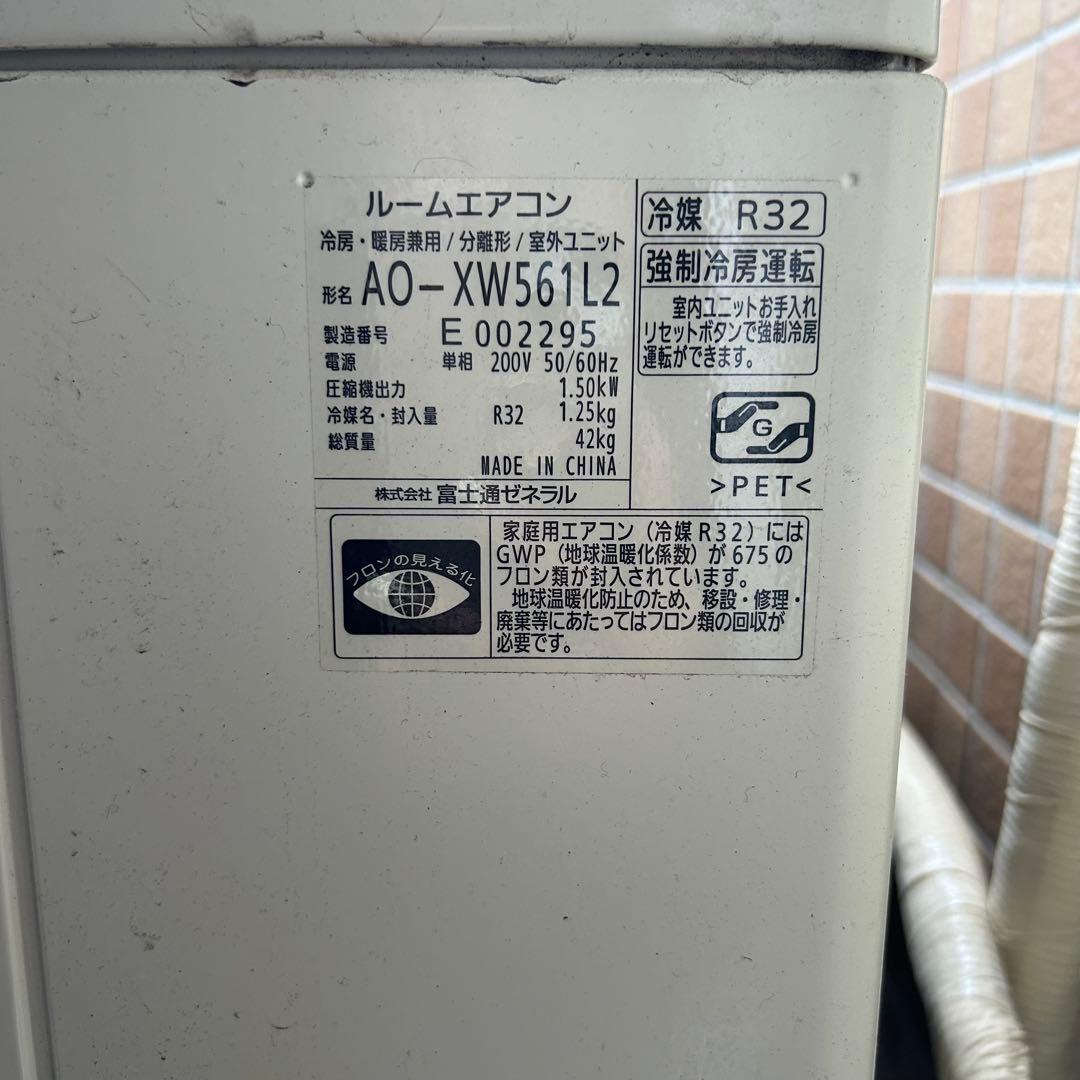 ルームエアコン
冷房・暖房兼用/分離形/室外ユニット
形名 AO-XW561L2
製造番号 E002295
電源 単相 200V 50/60Hz
圧縮機出力 1.50kW
冷媒名・封入量 R32 1.25kg
総質量 42kg
MADE IN CHINA
株式会社 富士通ゼネラル
冷媒 R32
強制冷房運転
室内ユニットお手入れ
リセットボタンで強制冷房
運転ができます。
G
>PET<
フロンの見える化
家庭用エアコン(冷媒R32)には
GWP(地球温暖化係数)が675の
フロン類が封入されています。
地球温暖化防止のため、移設・修理・
廃棄等にあたってはフロン類の回収が
必要です。